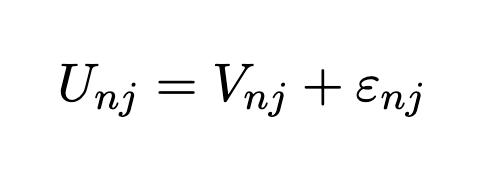 U_{nj} = V_{nj} + ε_{nj}